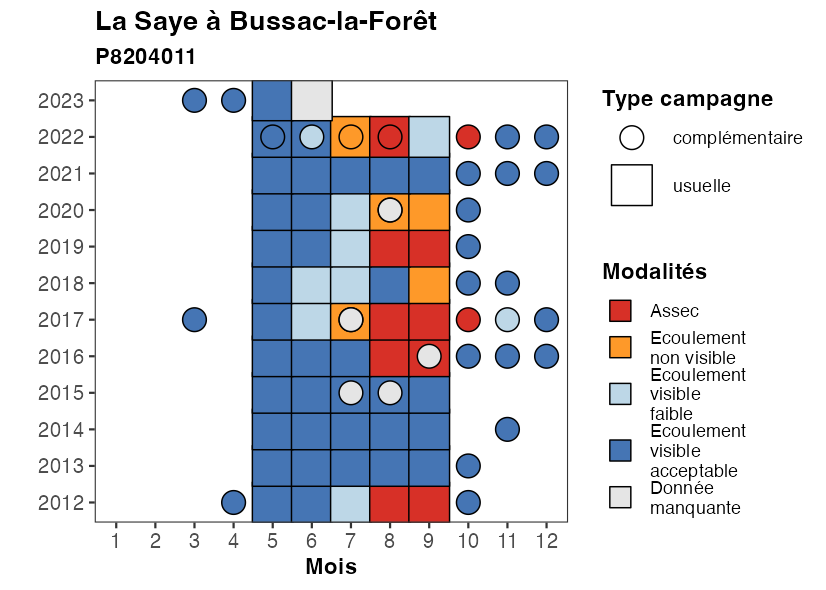 La Saye à Bussac-la-Forêt
P8204011
2023
2022
2021
2020
2019
2018
2017
2016
2015
2014
2013
2012
1 2 3 4 5 6 7 8 9 10 11 12
Mois
Type campagne
complémentaire
usuelle
Modalités
Assec
Ecoulement
non visible
Ecoulement
visible
faible
Ecoulement
visible
acceptable
Donnée
manquante